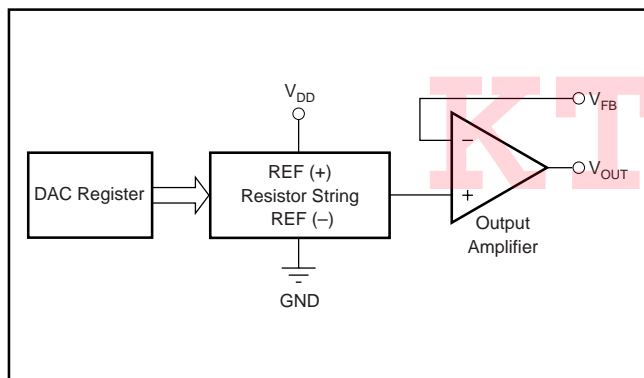 V_DD
V_FB
DAC Register
REF (+)
Resistor String
REF (–)
–
+
V_OUT
Output
Amplifier
GND
KT